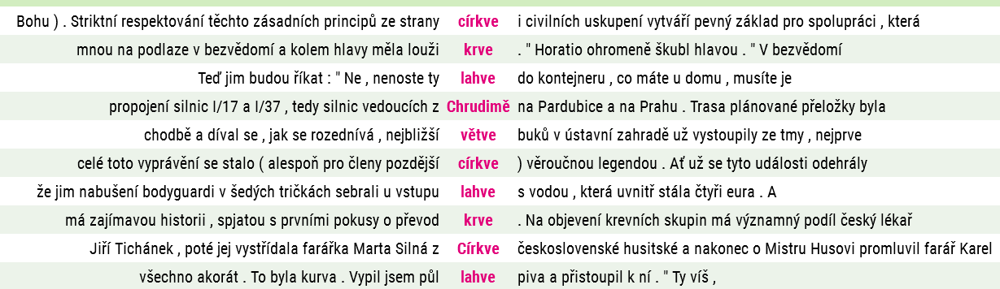 Bohu ) . Striktní respektování těchto zásadních principů ze strany církve i civilních uskupení vytváří pevný základ pro spolupráci , která
mnou na podlaze v bezvědomí a kolem hlavy měla louži krve . " Horatio ohromeně škubl hlavou . " V bezvědomí
Teď jim budou říkat : " Ne , nenoste ty lahve do kontejneru , co máte u domu , musíte je
propojení silnic I/17 a I/37 , tedy silnic vedoucích z Chrudimě na Pardubice a na Prahu . Trasa plánované přeložky byla
chodbě a díval se , jak se rozednívá , nejbližší větve buků v ústavní zahradě už vystoupily ze tmy , nejprve
celé toto vyprávění se stalo ( alespoň pro členy pozdější církve ) věroučnou legendou . Ať už se tyto události odehrály
že jim nabušení bodyguardi v šedých tričkách sebrali u vstupu lahve s vodou , která uvnitř stála čtyři eura . A
má zajímavou historii , spjatou s prvními pokusy o převod krve . Na objevení krevních skupin má významný podíl český lékař
Jiří Tichánek , poté jej vystřídala farářka Marta Silná z Církve československé husitské a nakonec o Mistru Husovi promluvil farář Karel
všechno akorát . To byla kurva . Vypil jsem půl lahve piva a přistoupil k ní . " Ty víš ,